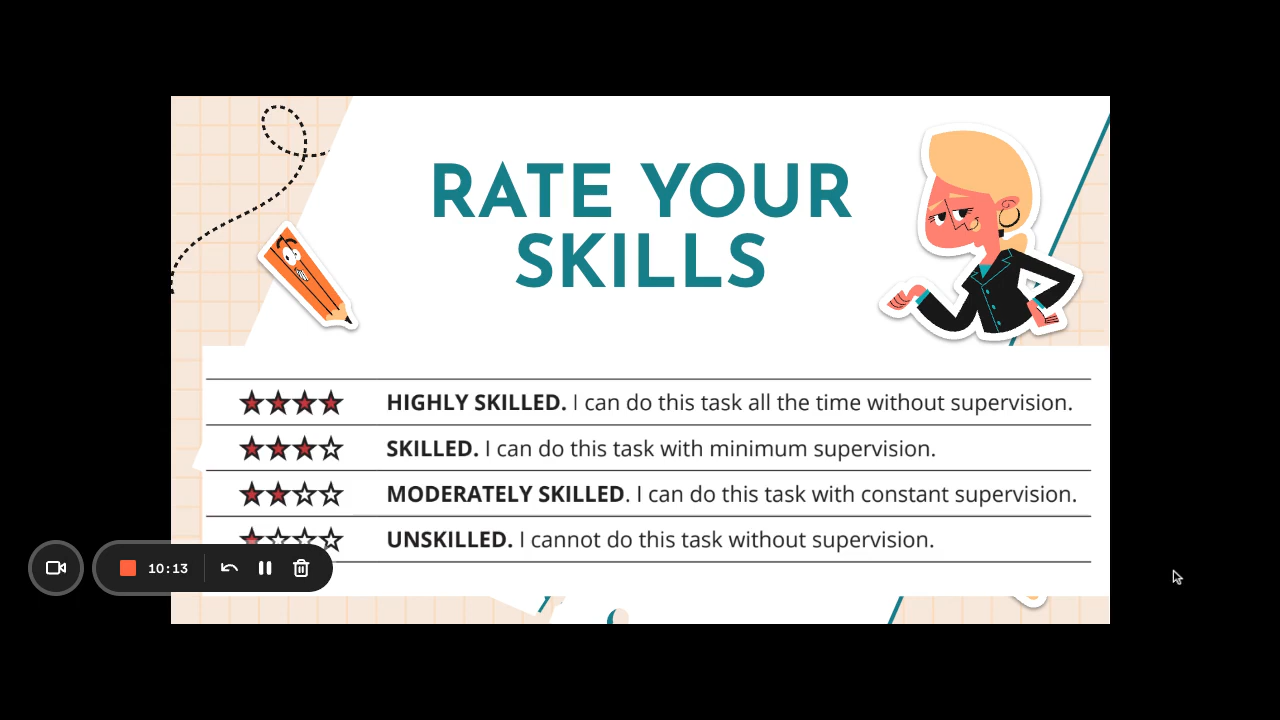 RATE YOUR
SKILLS
HIGHLY SKILLED. I can do this task all the time without supervision.
SKILLED. I can do this task with minimum supervision.
MODERATELY SKILLED. I can do this task with constant supervision.
UNSKILLED. I cannot do this task without supervision.
10:13